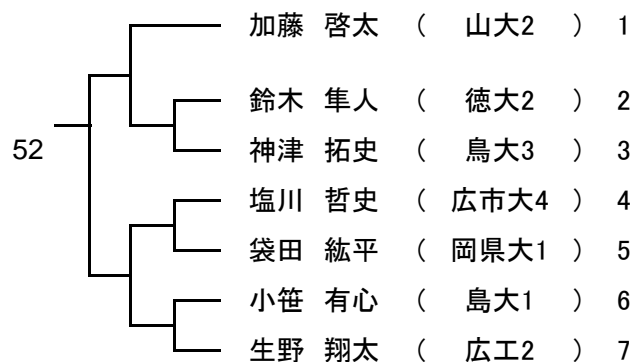 加藤 啓太 ( 山大2 ) 1
鈴木 隼人 ( 徳大2 ) 2
52
神津 拓史 ( 鳥大3 ) 3
塩川 哲史 ( 広市大4 ) 4
袋田 紘平 ( 岡県大1 ) 5
小笹 有心 ( 島大1 ) 6
生野 翔太 ( 広工2 ) 7